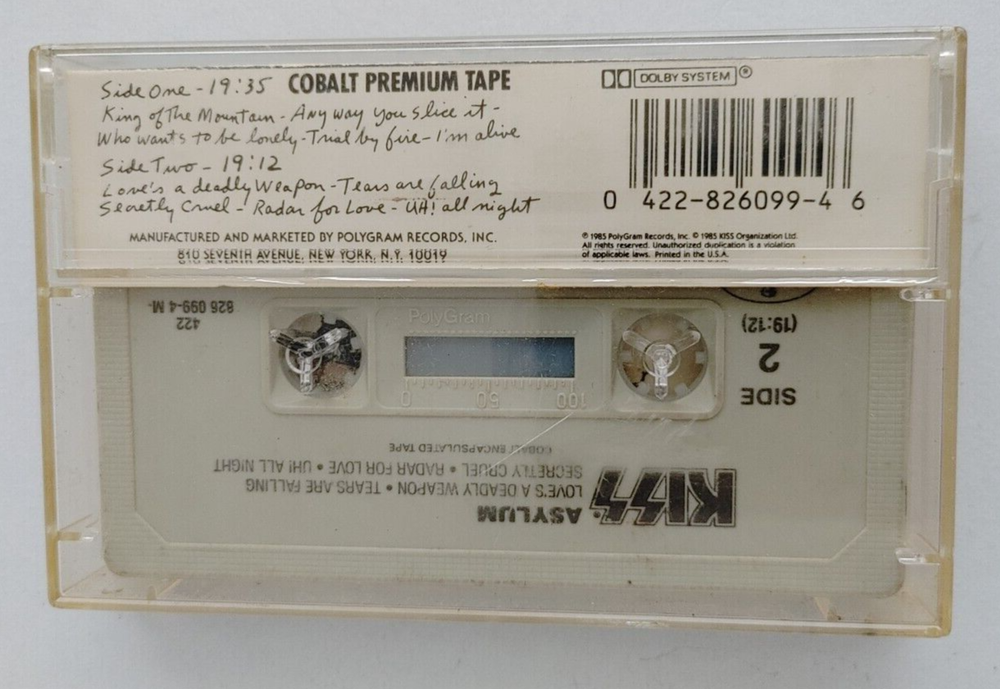 Side One - 19:35 COBALT PREMIUM TAPE
King of The Mountain - Any way you slice it -
Who wants to be lonely - Trial by fire - I'm alive
Side Two - 19:12
Love's a deadly Weapon - Tears are falling
Secretly Cruel - Radar for Love - UH! all night
MANUFACTURED AND MARKETED BY POLYGRAM RECORDS, INC.
810 SEVENTH AVENUE, NEW YORK, N.Y. 10019
DOLBY SYSTEM®
0 422-826099-4 6
℗ 1985 PolyGram Records, Inc. © 1985 KISS Organization Ltd.
All rights reserved. Unauthorized duplication is a violation
of applicable laws. Printed in the U.S.A.
KISS ASYLUM
LOVE'S A DEADLY WEAPON • TEARS ARE FALLING
SECRETLY CRUEL • RADAR FOR LOVE • UH! ALL NIGHT
COBALT ENCAPSULATED TAPE
SIDE
2
(19:12)
PolyGram
0 50 100
422
826 099-4 M-